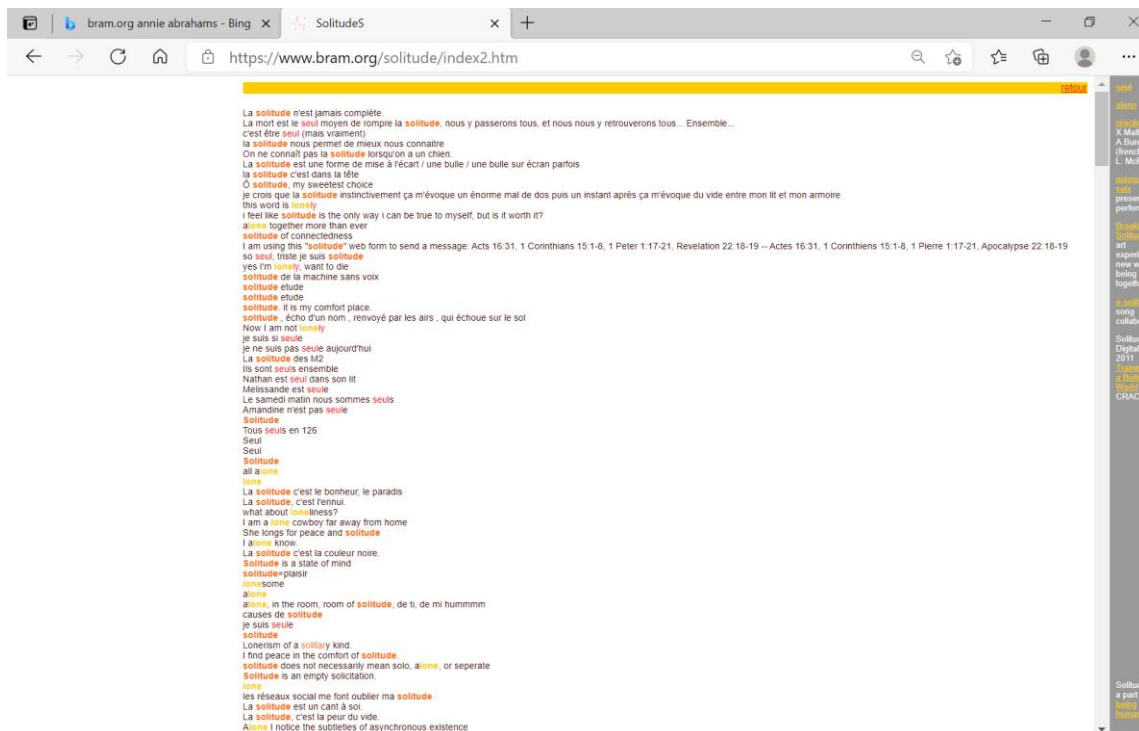 bram.org annie abrahams - Bing
SolitudeS
https://www.bram.org/solitude/index2.htm
retour
La solitude n'est jamais complète.
La mort est le seul moyen de rompre la solitude, nous y passerons tous, et nous nous y retrouverons tous... Ensemble...
c'est être seul (mais vraiment)
la solitude nous permet de mieux nous connaitre
On ne connaît pas la solitude lorsqu'on a un chien.
La solitude est une forme de mise à l'écart / une bulle / une bulle sur écran parfois
la solitude c'est dans la tête
Ô solitude, my sweetest choice
je crois que la solitude instinctivement ça m'évoque un énorme mal de dos puis un instant après ça m'évoque du vide entre mon lit et mon armoire
this word is lonely
i feel like solitude is the only way i can be true to myself, but is it worth it?
alone together more than ever
solitude of connectedness
I am using this "solitude" web form to send a message: Acts 16:31, 1 Corinthians 15:1-8, 1 Peter 1:17-21, Revelation 22:18-19 -- Actes 16:31, 1 Corinthiens 15:1-8, 1 Pierre 1:17-21, Apocalypse 22:18-19
so seul, triste je suis solitude
yes I'm lonely, want to die
solitude de la machine sans voix
solitude etude
solitude etude
solitude. it is my comfort place.
solitude , écho d'un nom , renvoyé par les airs , qui échoue sur le sol
Now I am not lonely
je suis si seule
je ne suis pas seule aujourd'hui
La solitude des M2
Ils sont seuls ensemble
Nathan est seul dans son lit
Melissande est seule
Le samedi matin nous sommes seuls
Amandine n'est pas seule
Solitude
Tous seuls en 126
Seul
Seul
Solitude
all alone
lone
La solitude c'est le bonheur, le paradis
La solitude, c'est l'ennui.
what about loneliness?
I am a lone cowboy far away from home
She longs for peace and solitude
I alone know.
La solitude c'est la couleur noire.
Solitude is a state of mind
solitude=plaisir
lonesome
alone
alone, in the room, room of solitude, de ti, de mi hummmm
causes de solitude
je suis seule
solitude
Lonerism of a solitary kind.
I find peace in the comfort of solitude.
solitude does not necessarily mean solo, alone, or seperate
Solitude is an empty solicitation.
lone
les réseaux social me font oublier ma solitude
La solitude est un cant à soi.
La solitude, c'est la peur du vide.
Alone I notice the subtleties of asynchronous existence
seul
alone
L.
voix
art
new
being
song
2011
CRAC
a part
being